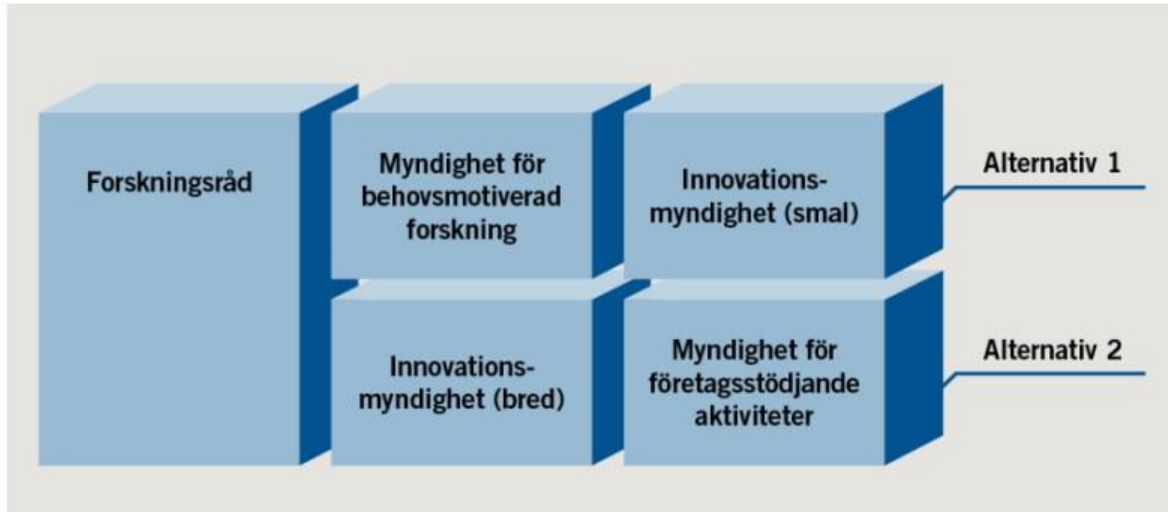 Forskningsråd
Myndighet för
behovsmotiverad
forskning
Innovations-
myndighet (smal)
Alternativ 1
Innovations-
myndighet (bred)
Myndighet för
företagsstödjande
aktiviteter
Alternativ 2